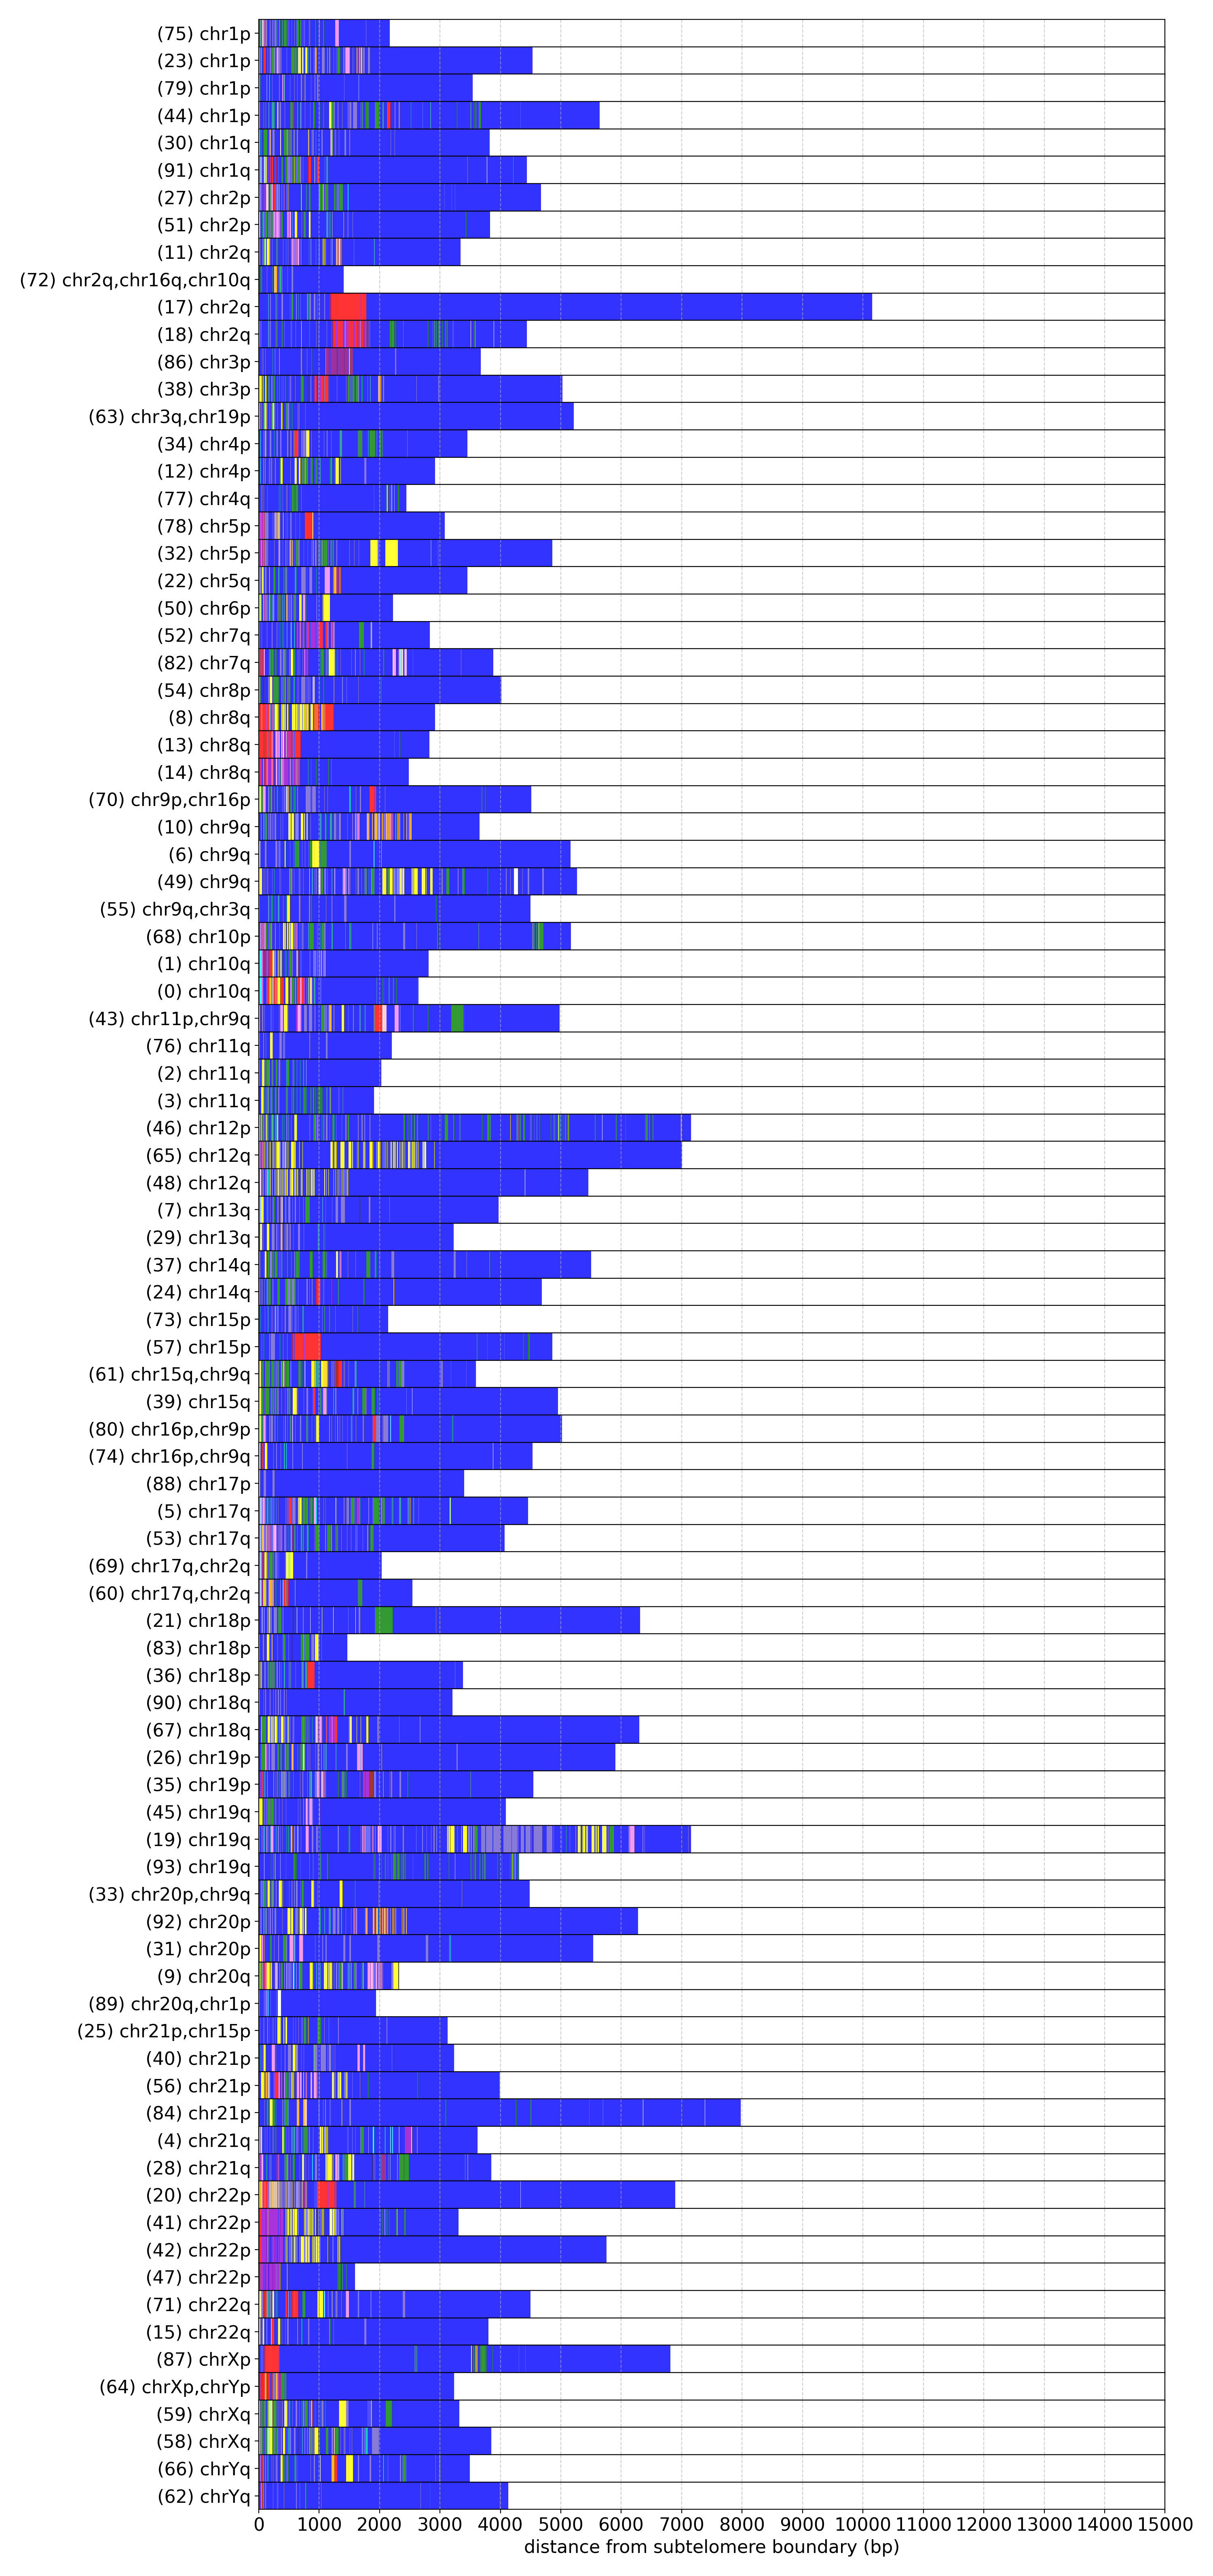 (75) chr1p
(23) chr1p
(79) chr1p
(44) chr1p
(30) chr1q
(91) chr1q
(27) chr2p
(51) chr2p
(11) chr2q
(72) chr2q,chr16q,chr10q
(17) chr2q
(18) chr2q
(86) chr3p
(38) chr3p
(63) chr3q,chr19p
(34) chr4p
(12) chr4p
(77) chr4q
(78) chr5p
(32) chr5p
(22) chr5q
(50) chr6p
(52) chr7q
(82) chr7q
(54) chr8p
(8) chr8q
(13) chr8q
(14) chr8q
(70) chr9p,chr16p
(10) chr9q
(6) chr9q
(49) chr9q
(55) chr9q,chr3q
(68) chr10p
(1) chr10q
(0) chr10q
(43) chr11p,chr9q
(76) chr11q
(2) chr11q
(3) chr11q
(46) chr12p
(65) chr12q
(48) chr12q
(7) chr13q
(29) chr13q
(37) chr14q
(24) chr14q
(73) chr15p
(57) chr15p
(61) chr15q,chr9q
(39) chr15q
(80) chr16p,chr9p
(74) chr16p,chr9q
(88) chr17p
(5) chr17q
(53) chr17q
(69) chr17q,chr2q
(60) chr17q,chr2q
(21) chr18p
(83) chr18p
(36) chr18p
(90) chr18q
(67) chr18q
(26) chr19p
(35) chr19p
(45) chr19q
(19) chr19q
(93) chr19q
(33) chr20p,chr9q
(92) chr20p
(31) chr20p
(9) chr20q
(89) chr20q,chr1p
(25) chr21p,chr15p
(40) chr21p
(56) chr21p
(84) chr21p
(4) chr21q
(28) chr21q
(20) chr22p
(41) chr22p
(42) chr22p
(47) chr22p
(71) chr22q
(15) chr22q
(87) chrXp
(64) chrXp,chrYp
(59) chrXq
(58) chrXq
(66) chrYq
(62) chrYq
0 1000 2000 3000 4000 5000 6000 7000 8000 9000 10000 11000 12000 13000 14000 15000
distance from subtelomere boundary (bp)